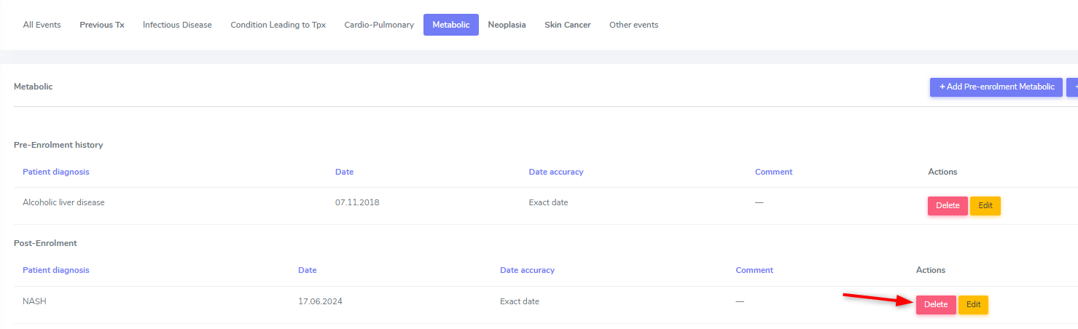 All Events Previous Tx Infectious Disease Condition Leading to Tpx Cardio-Pulmonary Metabolic Neoplasia Skin Cancer Other events
Metabolic + Add Pre-enrolment Metabolic
Pre-Enrolment history
Patient diagnosis Date Date accuracy Comment Actions
Alcoholic liver disease 07.11.2018 Exact date — Delete Edit
Post-Enrolment
Patient diagnosis Date Date accuracy Comment Actions
NASH 17.06.2024 Exact date — Delete Edit